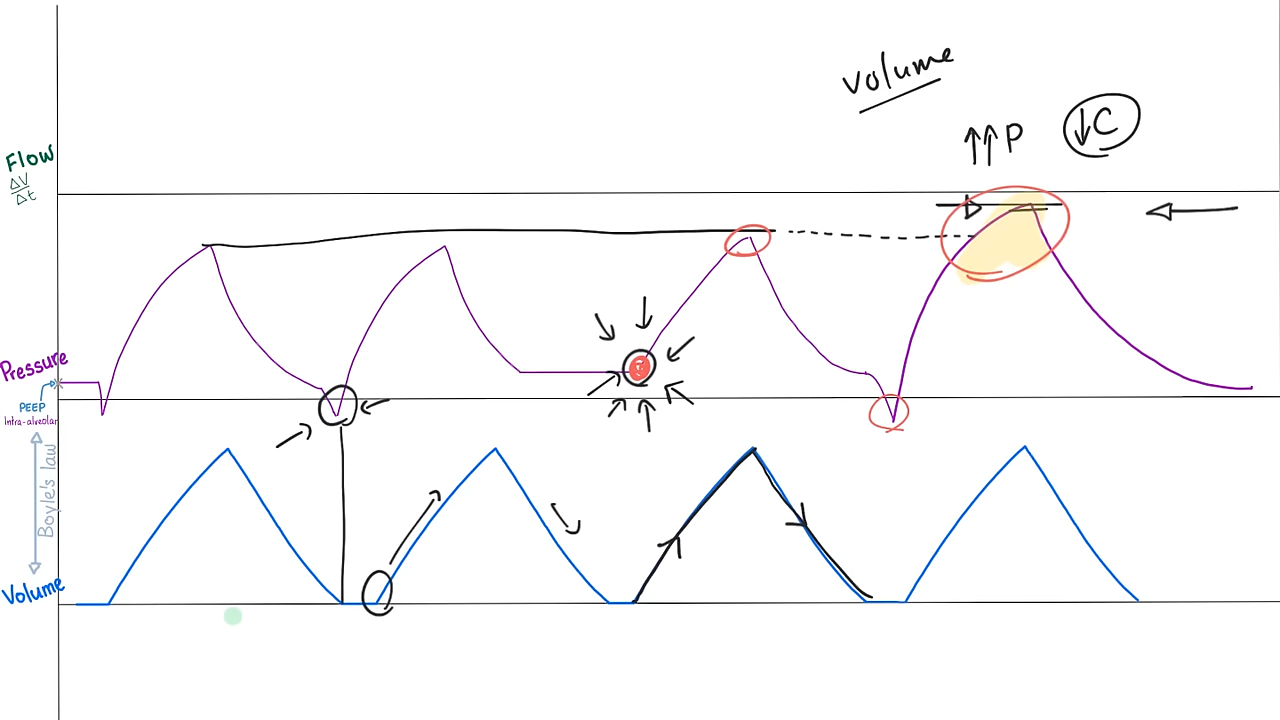 volume
↑↑P ↓C
Flow
ΔV
Δt
Pressure
PEEP
Intra-alveolar
Boyle's law
Volume